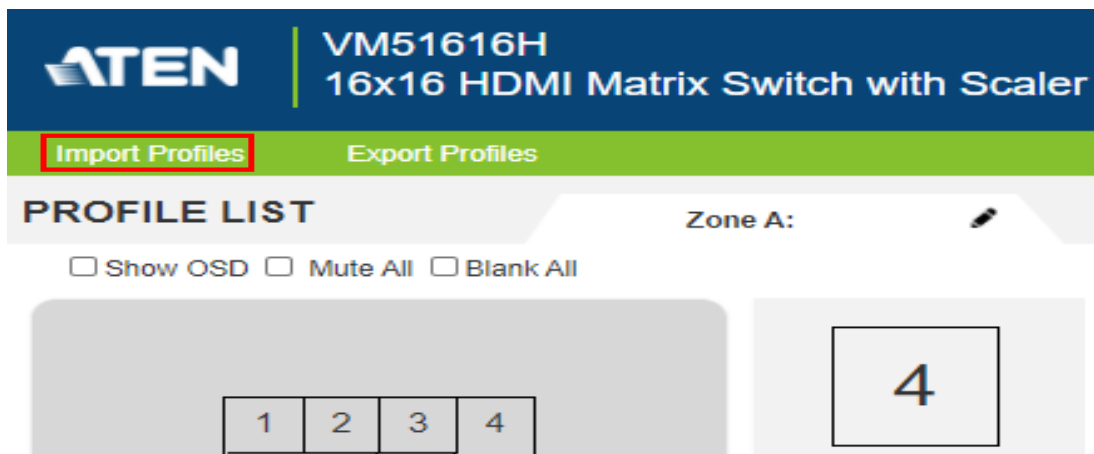 ATEN
VM51616H
16x16 HDMI Matrix Switch with Scaler
Import Profiles Export Profiles
PROFILE LIST Zone A:
Show OSD Mute All Blank All
1 2 3 4
4